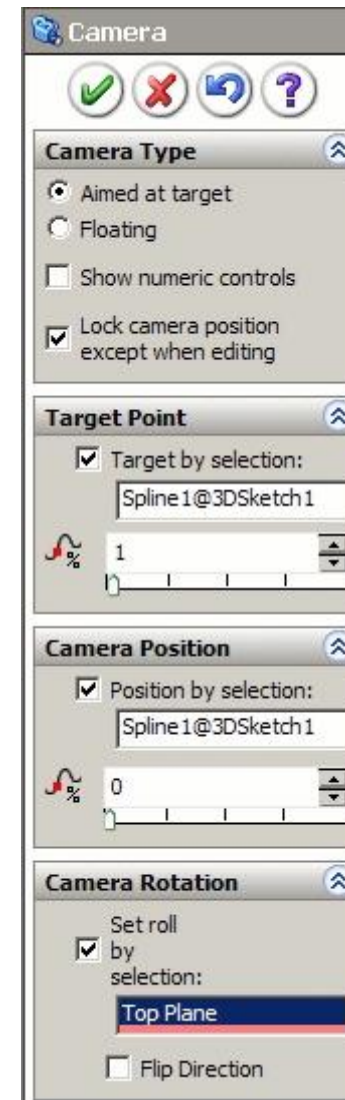 Camera
?
Camera Type
Aimed at target
Floating
Show numeric controls
Lock camera position
except when editing
Target Point
Target by selection:
Spline1@3DSketch1
%
1
Camera Position
Position by selection:
Spline1@3DSketch1
%
0
Camera Rotation
Set roll
by
selection:
Top Plane
Flip Direction